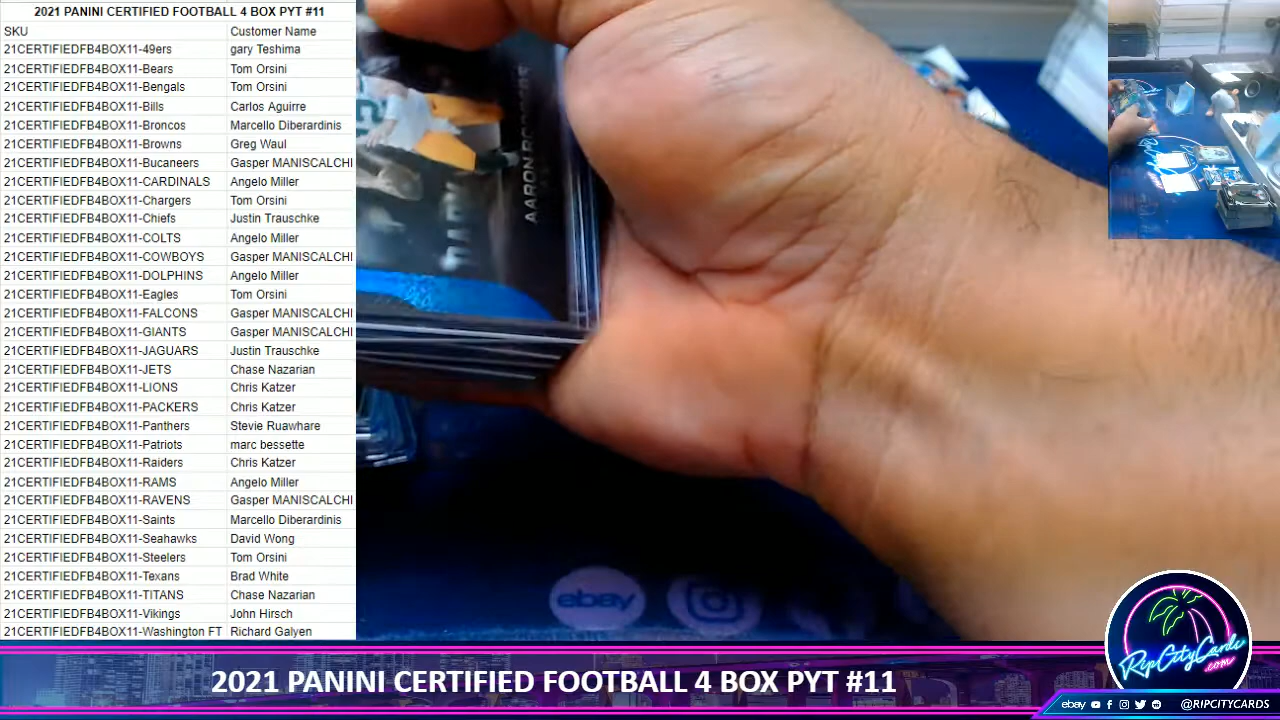 2021 PANINI CERTIFIED FOOTBALL 4 BOX PYT #11
SKU Customer Name
21CERTIFIEDFB4BOX11-49ers gary Teshima
21CERTIFIEDFB4BOX11-Bears Tom Orsini
21CERTIFIEDFB4BOX11-Bengals Tom Orsini
21CERTIFIEDFB4BOX11-Bills Carlos Aguirre
21CERTIFIEDFB4BOX11-Broncos Marcello Diberardinis
21CERTIFIEDFB4BOX11-Browns Greg Waul
21CERTIFIEDFB4BOX11-Bucaneers Gasper MANISCALCHI
21CERTIFIEDFB4BOX11-CARDINALS Angelo Miller
21CERTIFIEDFB4BOX11-Chargers Tom Orsini
21CERTIFIEDFB4BOX11-Chiefs Justin Trauschke
21CERTIFIEDFB4BOX11-COLTS Angelo Miller
21CERTIFIEDFB4BOX11-COWBOYS Gasper MANISCALCHI
21CERTIFIEDFB4BOX11-DOLPHINS Angelo Miller
21CERTIFIEDFB4BOX11-Eagles Tom Orsini
21CERTIFIEDFB4BOX11-FALCONS Gasper MANISCALCHI
21CERTIFIEDFB4BOX11-GIANTS Gasper MANISCALCHI
21CERTIFIEDFB4BOX11-JAGUARS Justin Trauschke
21CERTIFIEDFB4BOX11-JETS Chase Nazarian
21CERTIFIEDFB4BOX11-LIONS Chris Katzer
21CERTIFIEDFB4BOX11-PACKERS Chris Katzer
21CERTIFIEDFB4BOX11-Panthers Stevie Ruawhare
21CERTIFIEDFB4BOX11-Patriots marc bessette
21CERTIFIEDFB4BOX11-Raiders Chris Katzer
21CERTIFIEDFB4BOX11-RAMS Angelo Miller
21CERTIFIEDFB4BOX11-RAVENS Gasper MANISCALCHI
21CERTIFIEDFB4BOX11-Saints Marcello Diberardinis
21CERTIFIEDFB4BOX11-Seahawks David Wong
21CERTIFIEDFB4BOX11-Steelers Tom Orsini
21CERTIFIEDFB4BOX11-Texans Brad White
21CERTIFIEDFB4BOX11-TITANS Chase Nazarian
21CERTIFIEDFB4BOX11-Vikings John Hirsch
21CERTIFIEDFB4BOX11-Washington FT Richard Galyen
AARON RODGERS
ebay
2021 PANINI CERTIFIED FOOTBALL 4 BOX PYT #11
RipCityCards
.com
ebay @RIPCITYCARDS